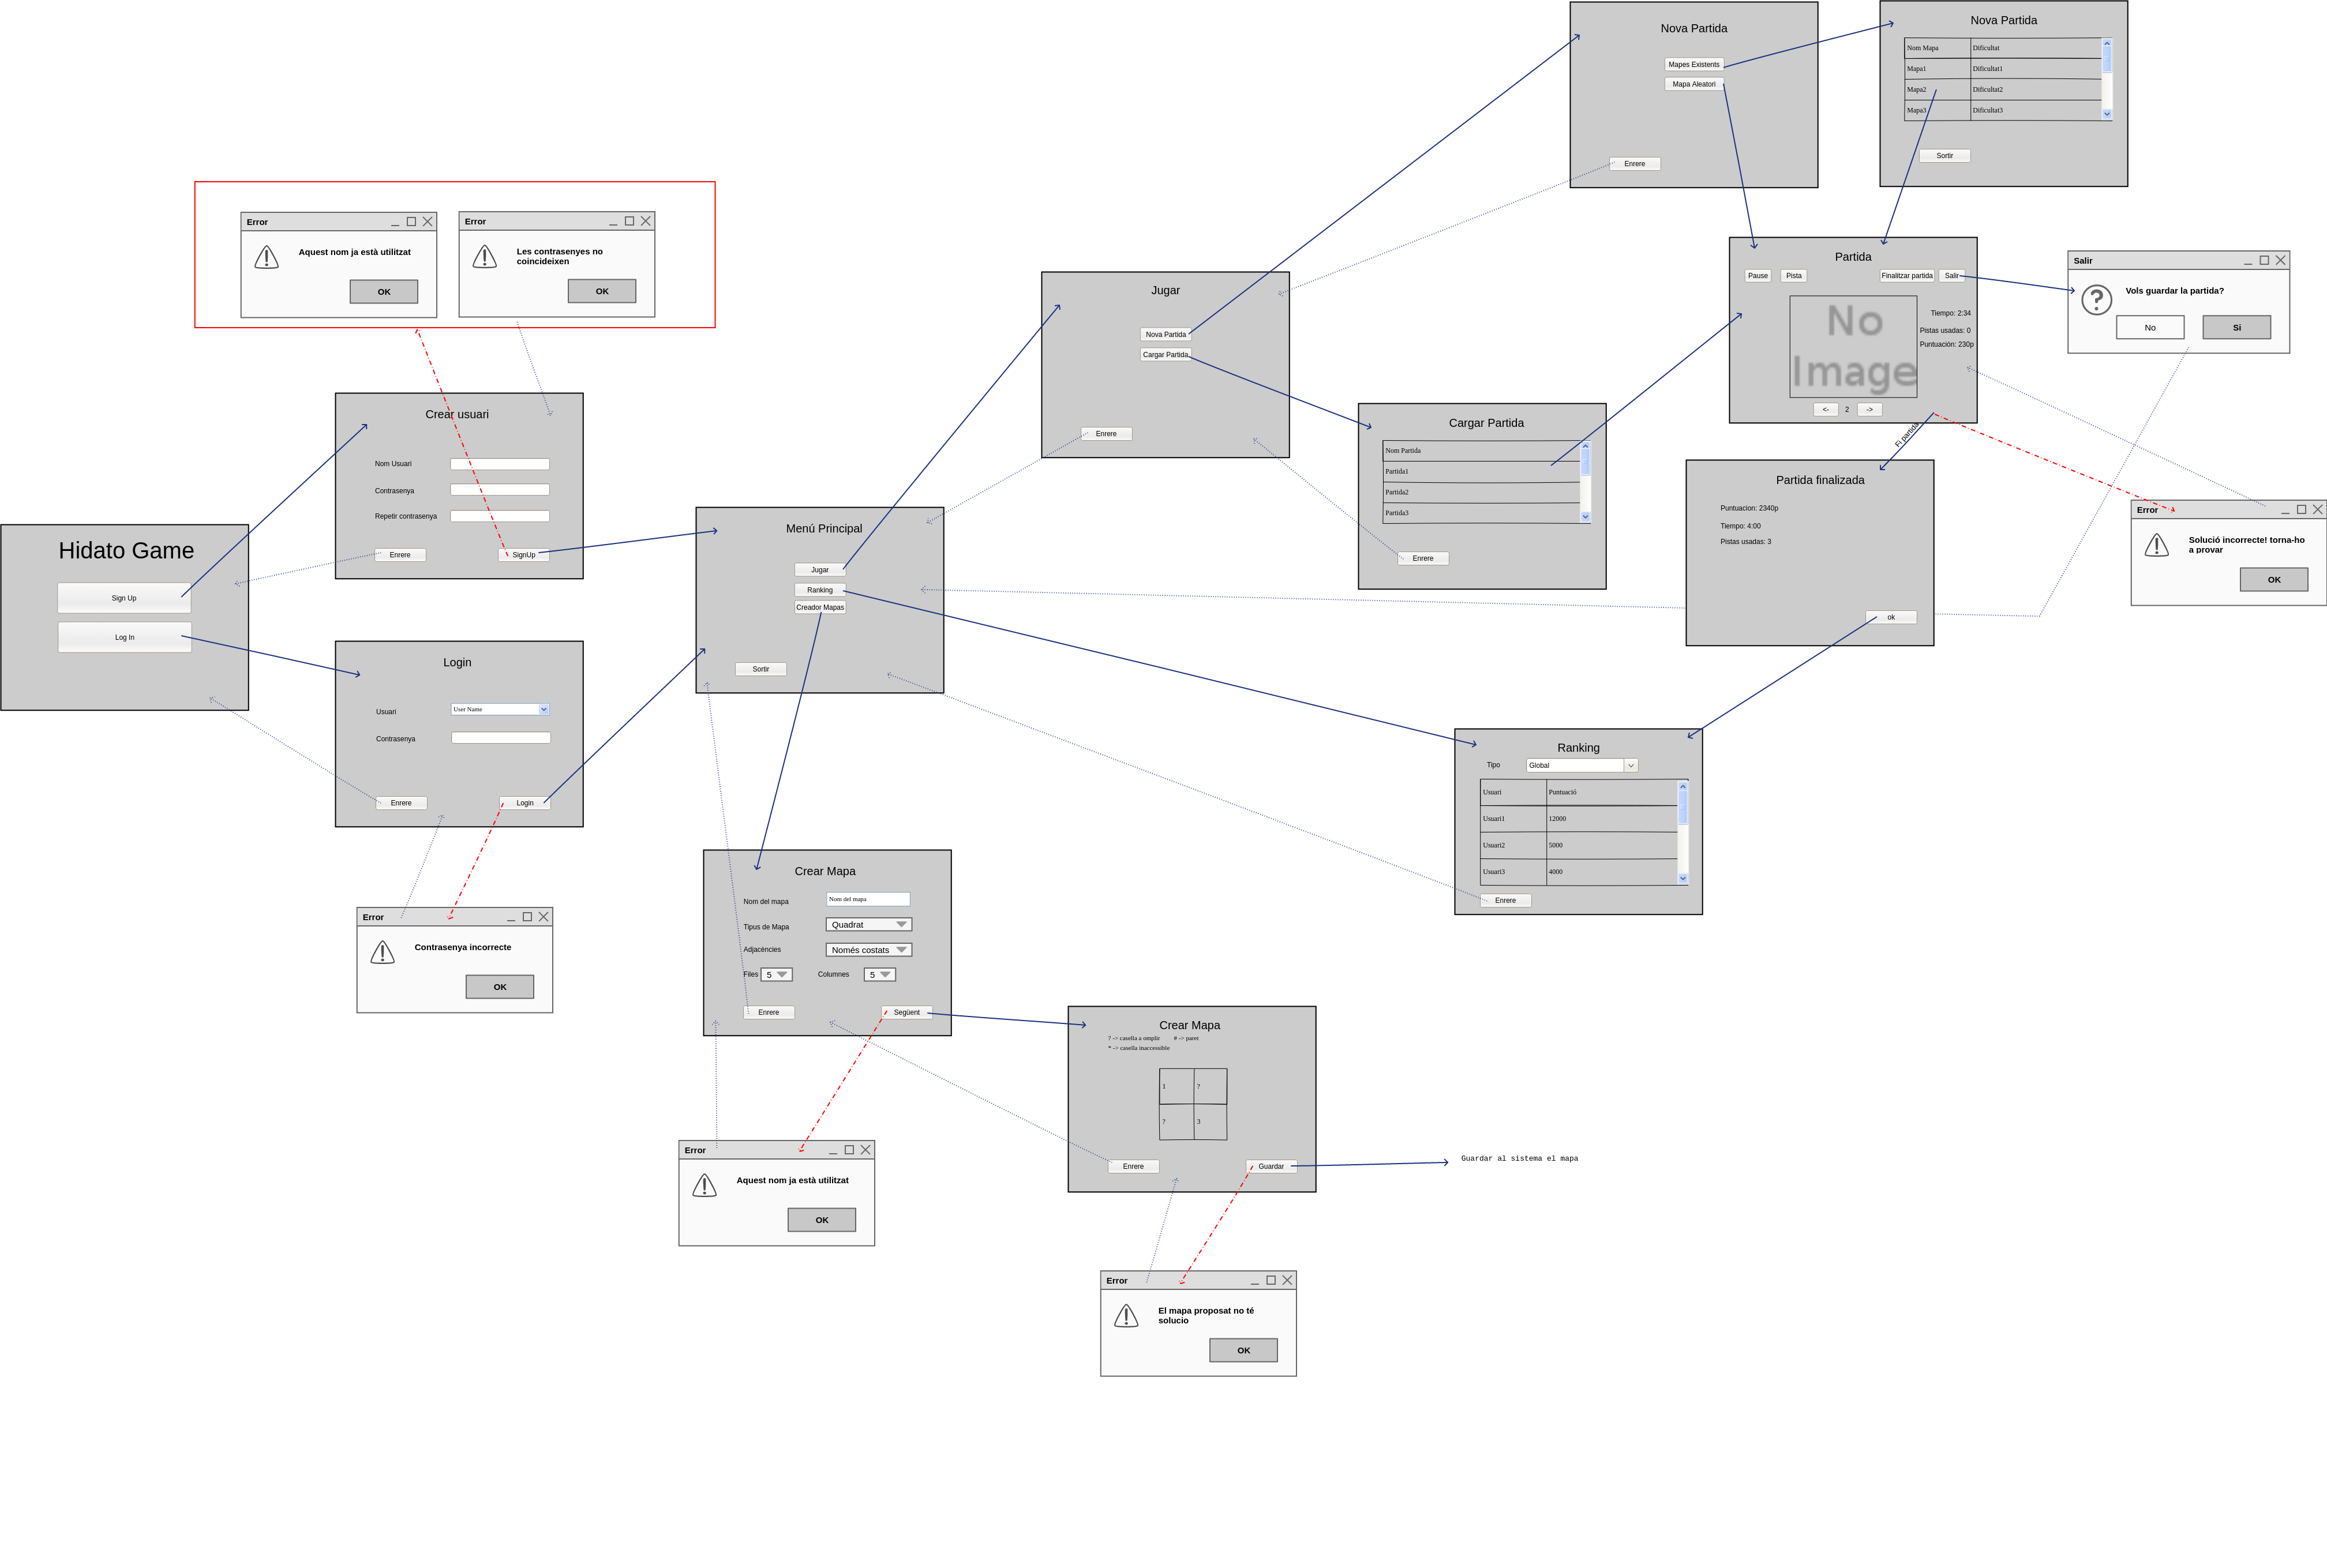 Hidato Game
Sign Up
Log In
Error
Aquest nom ja està utilitzat
OK
Error
Les contrasenyes no
coincideixen
OK
Crear usuari
Nom Usuari
Contrasenya
Repetir contrasenya
Enrere
SignUp
Login
Usuari
User Name
Contrasenya
Enrere
Login
Error
Contrasenya incorrecte
OK
Menú Principal
Jugar
Ranking
Creador Mapas
Sortir
Crear Mapa
Nom del mapa
Nom del mapa
Tipus de Mapa
Quadrat
Adjacències
Només costats
Files
5
Columnes
5
Enrere
Següent
Error
Aquest nom ja està utilitzat
OK
Crear Mapa
? -> casella a omplir
# -> paret
* -> casella inaccessible
1
?
?
3
Enrere
Guardar
Guardar al sistema el mapa
Error
El mapa proposat no té
solucio
OK
Jugar
Nova Partida
Cargar Partida
Enrere
Cargar Partida
Nom Partida
Partida1
Partida2
Partida3
Enrere
Nova Partida
Mapes Existents
Mapa Aleatori
Enrere
Nova Partida
Nom Mapa
Dificultat
Mapa1
Dificultat1
Mapa2
Dificultat2
Mapa3
Dificultat3
Sortir
Partida
Pause
Pista
Finalitzar partida
Salir
No
Image
Tiempo: 2:34
Pistas usadas: 0
Puntuación: 230p
<-
2
->
Fi partida
Salir
Vols guardar la partida?
No
Si
Partida finalizada
Puntuacion: 2340p
Tiempo: 4:00
Pistas usadas: 3
ok
Error
Solució incorrecte! torna-ho
a provar
OK
Ranking
Tipo
Global
Usuari
Puntuació
Usuari1
12000
Usuari2
5000
Usuari3
4000
Enrere